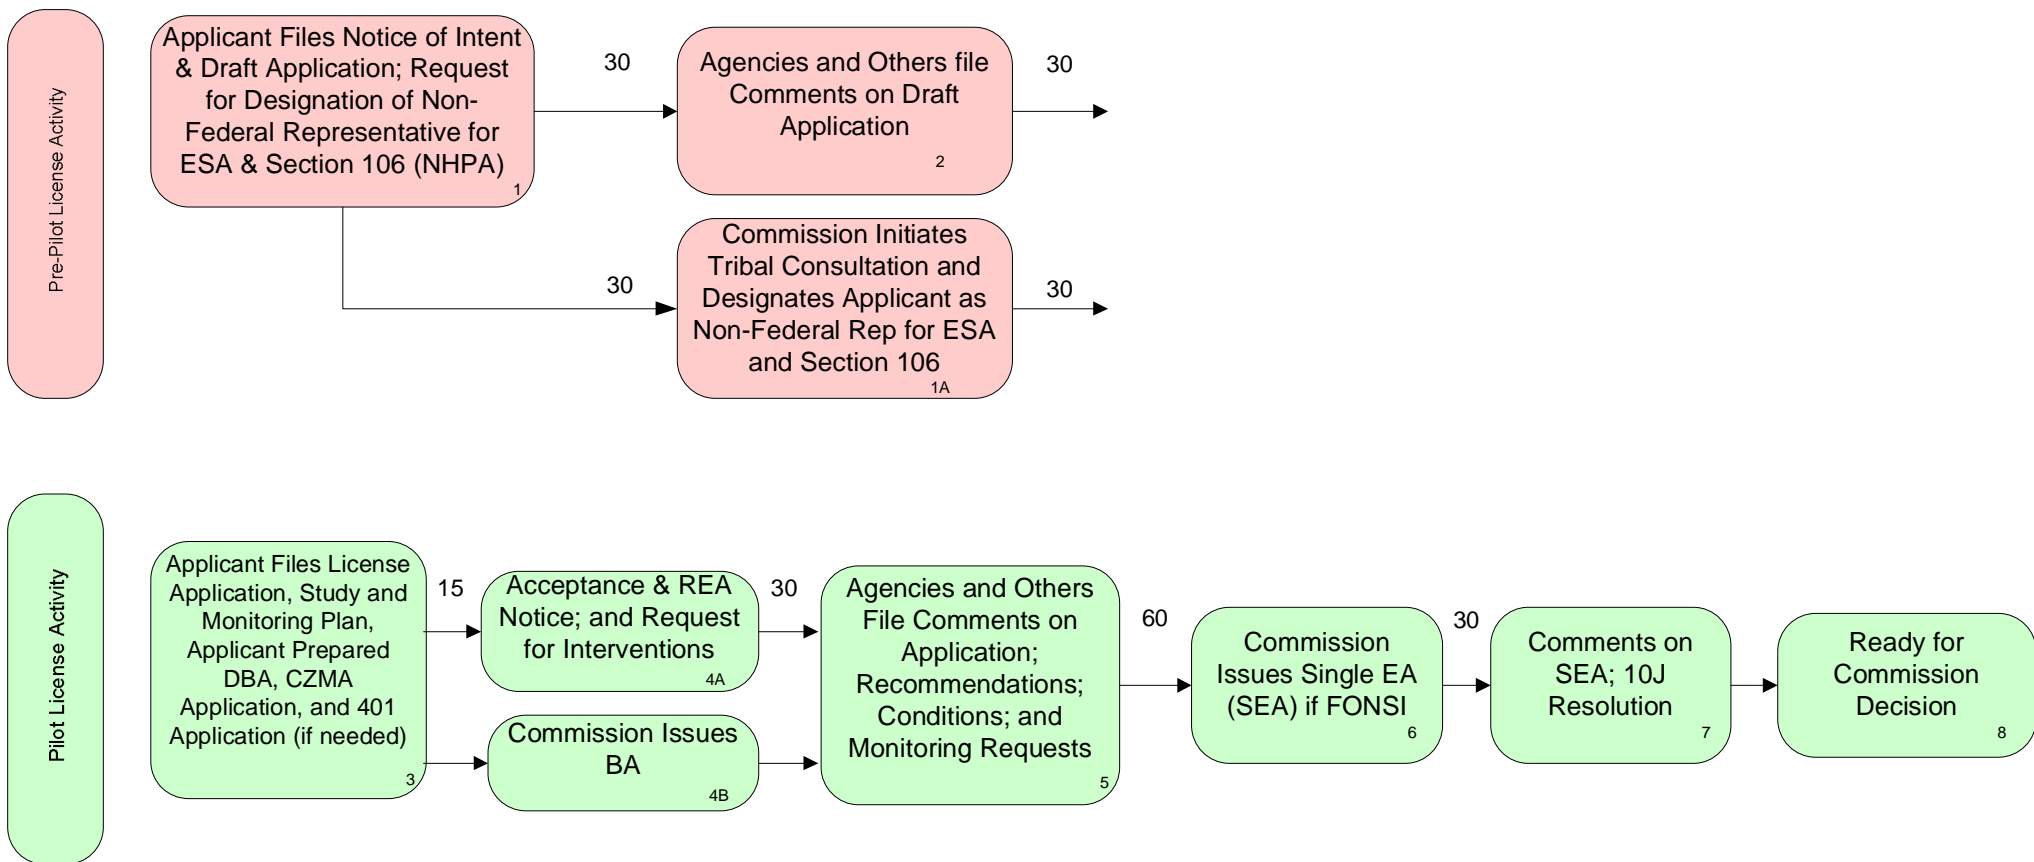 Pre-Pilot License Activity
Applicant Files Notice of Intent
& Draft Application; Request
for Designation of Non-
Federal Representative for
ESA & Section 106 (NHPA)
1
30
Agencies and Others file
Comments on Draft
Application
2
30
30
Commission Initiates
Tribal Consultation and
Designates Applicant as
Non-Federal Rep for ESA
and Section 106
1A
30
Pilot License Activity
Applicant Files License
Application, Study and
Monitoring Plan,
Applicant Prepared
DBA, CZMA
Application, and 401
Application (if needed)
3
15
Acceptance & REA
Notice; and Request
for Interventions
4A
30
Commission Issues
BA
4B
Agencies and Others
File Comments on
Application;
Recommendations;
Conditions; and
Monitoring Requests
5
60
Commission
Issues Single EA
(SEA) if FONSI
6
30
Comments on
SEA; 10J
Resolution
7
Ready for
Commission
Decision
8